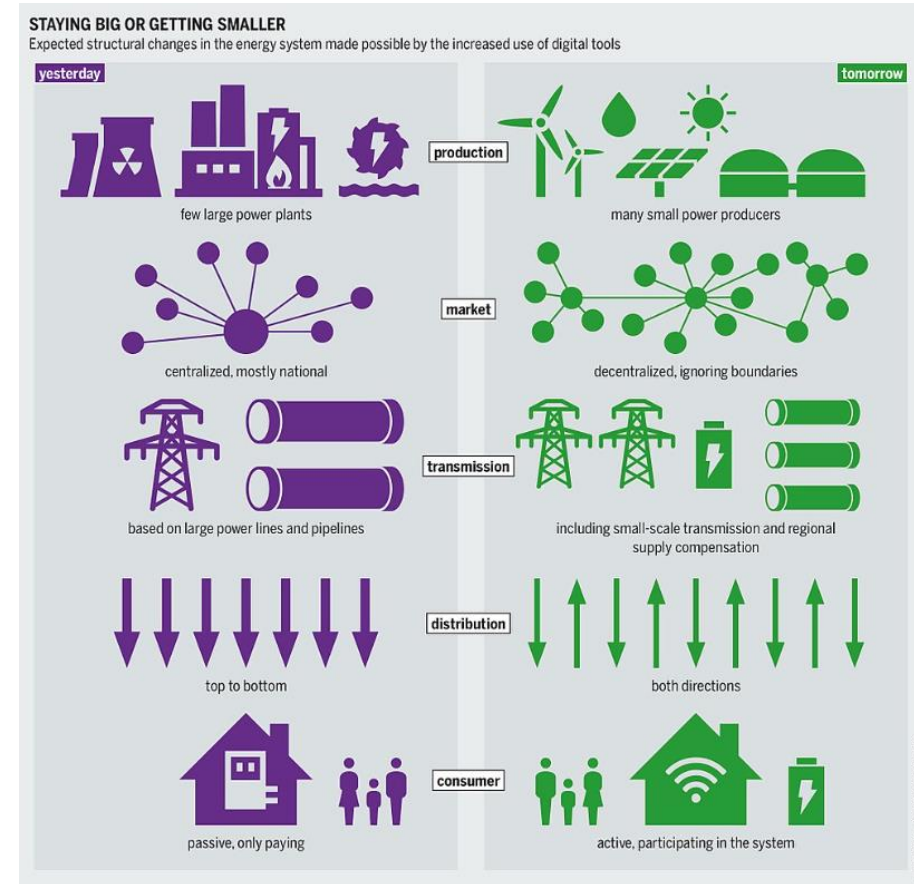 STAYING BIG OR GETTING SMALLER
Expected structural changes in the energy system made possible by the increased use of digital tools
yesterday
tomorrow
production
few large power plants
many small power producers
market
centralized, mostly national
decentralized, ignoring boundaries
transmission
based on large power lines and pipelines
including small-scale transmission and regional
supply compensation
distribution
top to bottom
both directions
consumer
passive, only paying
active, participating in the system